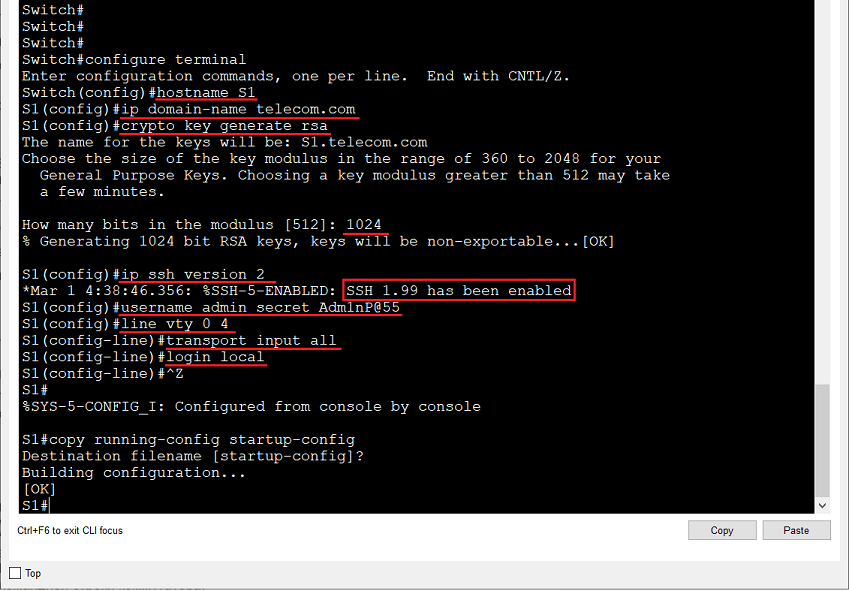 Switch#
Switch#
Switch#
Switch#configure terminal
Enter configuration commands, one per line.  End with CNTL/Z.
Switch(config)#hostname S1
S1(config)#ip domain-name telecom.com
S1(config)#crypto key generate rsa
The name for the keys will be: S1.telecom.com
Choose the size of the key modulus in the range of 360 to 2048 for your
  General Purpose Keys. Choosing a key modulus greater than 512 may take
  a few minutes.
How many bits in the modulus [512]: 1024
% Generating 1024 bit RSA keys, keys will be non-exportable...[OK]
S1(config)#ip ssh version 2
*Mar 1 4:38:46.356: %SSH-5-ENABLED: SSH 1.99 has been enabled
S1(config)#username admin secret Adm1nP@55
S1(config)#line vty 0 4
S1(config-line)#transport input all
S1(config-line)#login local
S1(config-line)#^Z
S1#
%SYS-5-CONFIG_I: Configured from console by console
S1#copy running-config startup-config
Destination filename [startup-config]?
Building configuration...
[OK]
S1#
Ctrl+F6 to exit CLI focus
Copy
Paste
Top